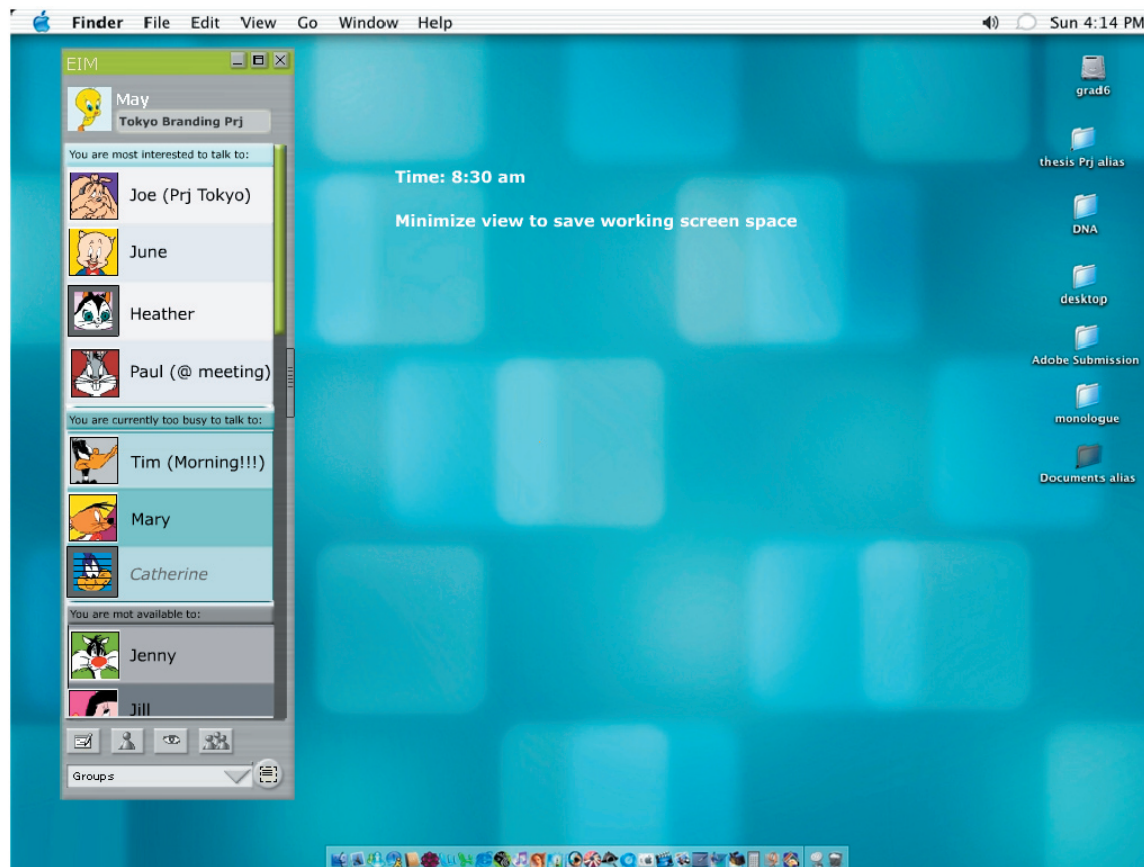 Finder File Edit View Go Window Help
Sun 4:14 PM
EIM
May
Tokyo Branding Prj
You are most interested to talk to:
Joe (Prj Tokyo)
June
Heather
Paul (@ meeting)
You are currently too busy to talk to:
Tim (Morning!!!)
Mary
Catherine
You are mot available to:
Jenny
Jill
Groups
Time: 8:30 am
Minimize view to save working screen space
grad6
thesis Prj alias
DNA
desktop
Adobe Submission
monologue
Documents alias